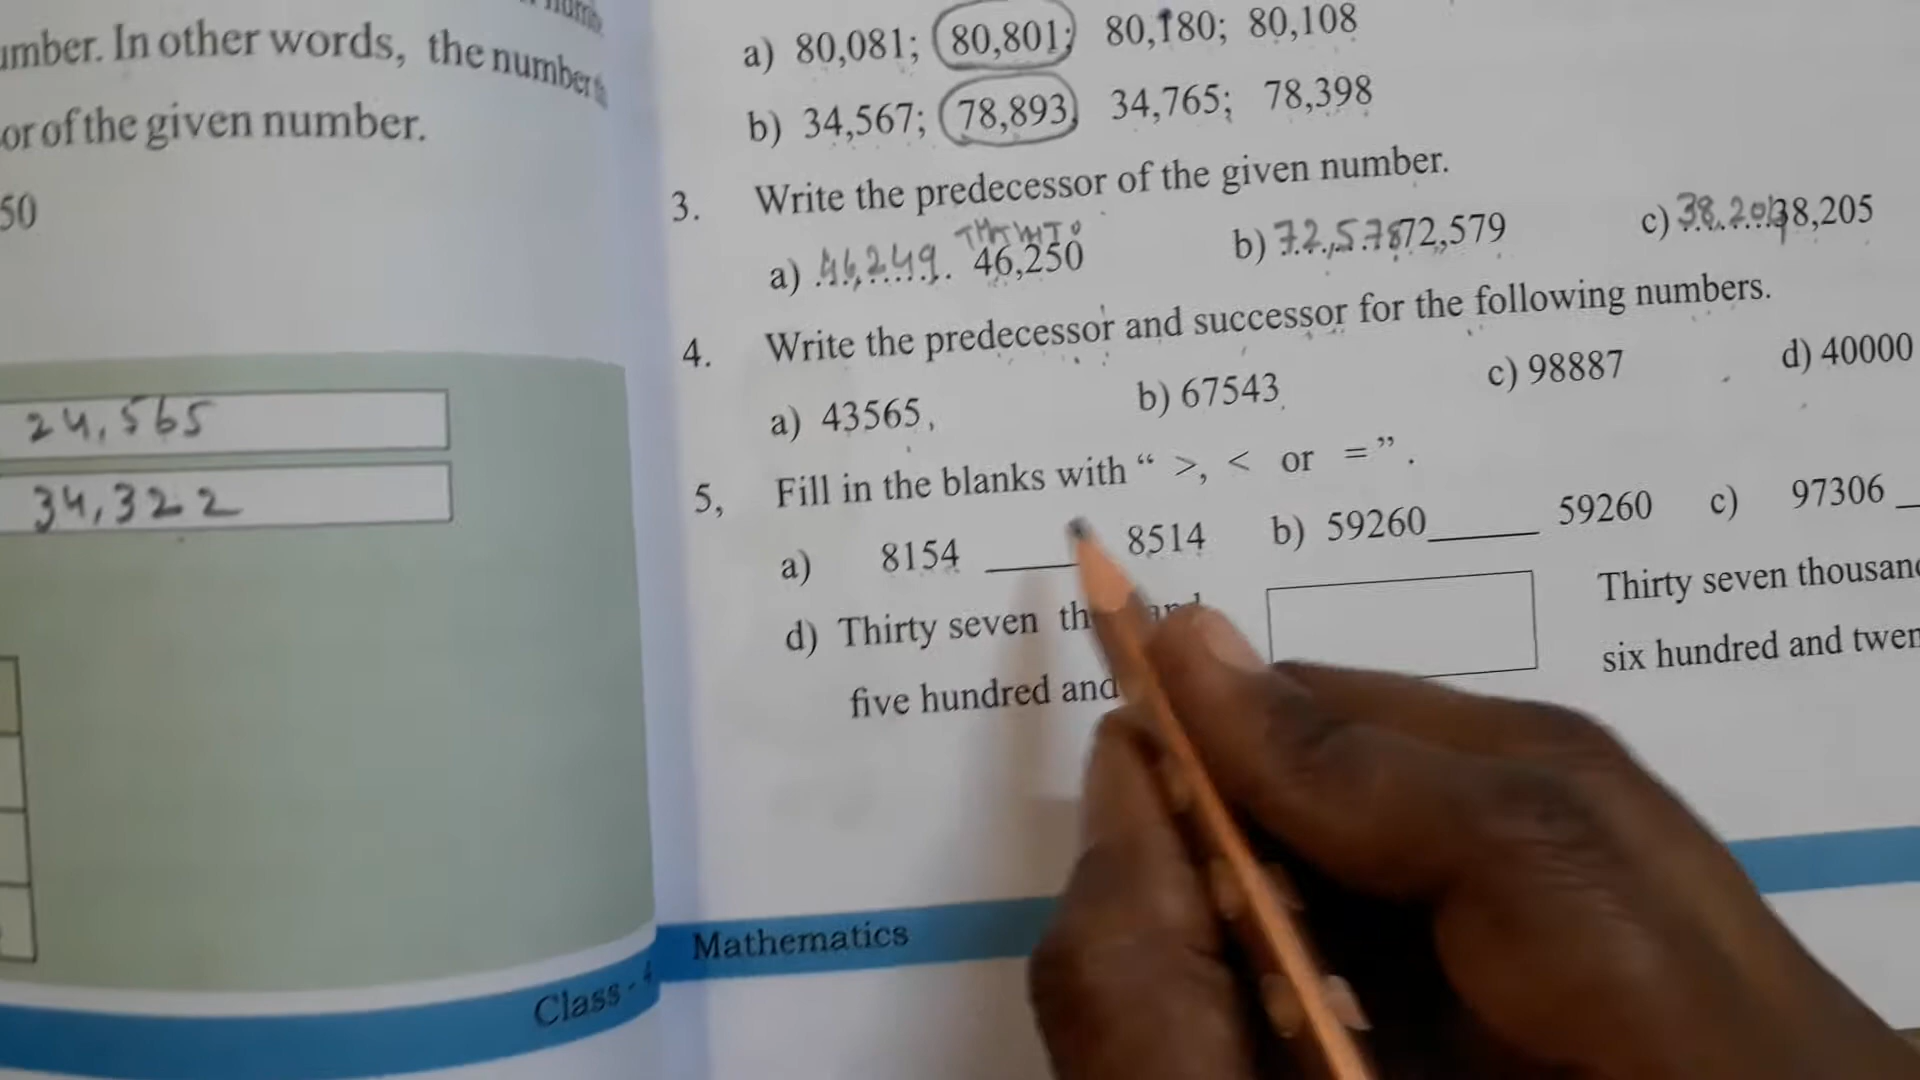 umber. In other words, the number
or of the given number.
50
24,565
34,322
Class - 4
a) 80,081; 80,801; 80,180; 80,108
b) 34,567; 78,893 34,765; 78,398
3. Write the predecessor of the given number.
a) 46,249. 46,250 b) 72,578 72,579 c) 38,205
4. Write the predecessor and successor for the following numbers.
a) 43565, b) 67543 c) 98887 d) 40000
5, Fill in the blanks with “ >, < or = ” .
a) 8154 _____ 8514 b) 59260_____ 59260 c) 97306 _
d) Thirty seven Thirty seven thousand
five hundred and six hundred and twen
Mathematics